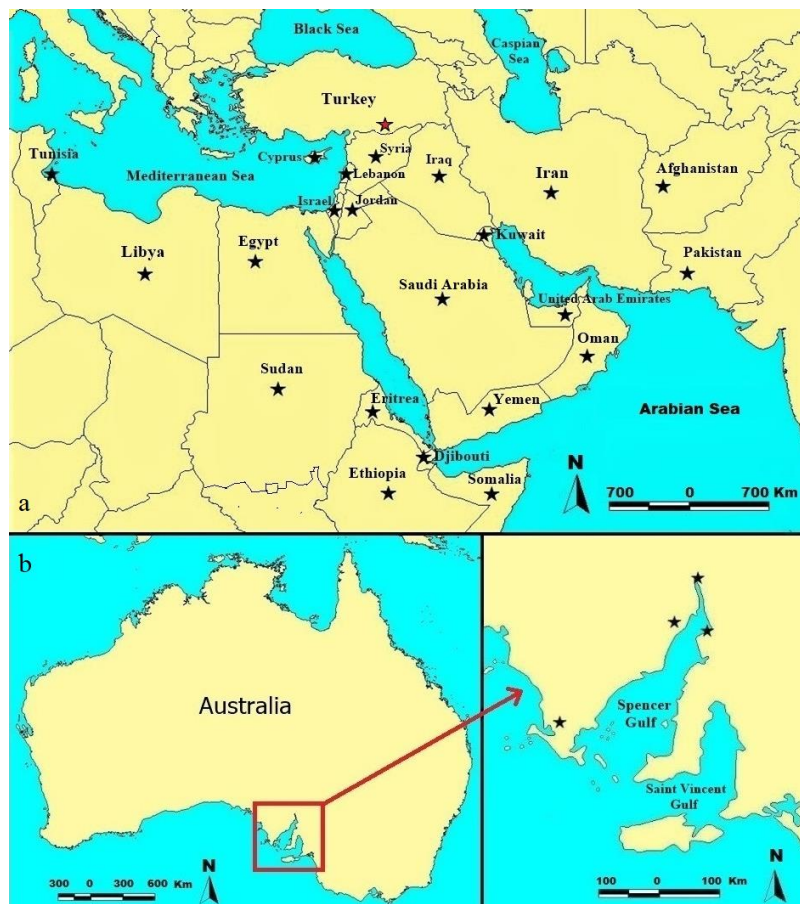 Black Sea
Caspian
Sea
Turkey
Tunisia
Cyprus
Syria
Iraq
Iran
Afghanistan
Mediterranean Sea
Lebanon
Israel
Jordan
Kuwait
Libya
Egypt
Pakistan
Saudi Arabia
United Arab Emirates
Oman
Sudan
Eritrea
Yemen
Arabian Sea
Djibouti
Ethiopia
Somalia
N
700 0 700 Km
a
b
Australia
Spencer
Gulf
Saint Vincent
Gulf
N
300 0 300 600 Km
N
100 0 100 Km